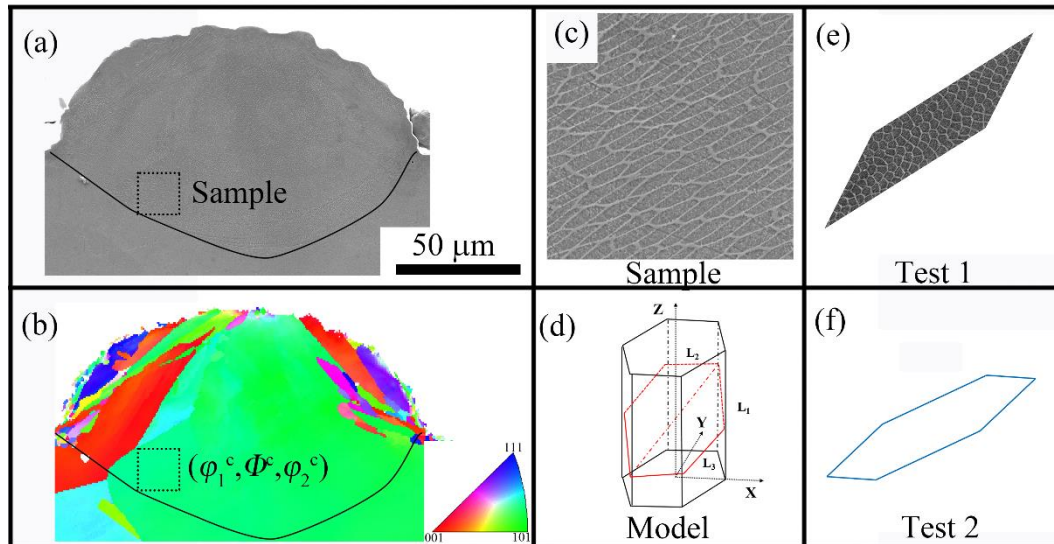 (a)
Sample
50 μm
(b)
(φ₁ᶜ,Φᶜ,φ₂ᶜ)
111
001
101
(c)
Sample
(d)
Z
L₂
L₁
Y
L₃
X
Model
(e)
Test 1
(f)
Test 2